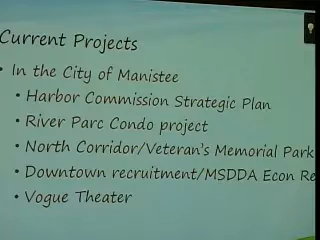 Current Projects
• In the City of Manistee
• Harbor Commission Strategic Plan
• River Parc Condo project
• North Corridor/Veteran's Memorial Park
• Downtown recruitment/MSDDA Econ Re
• Vogue Theater